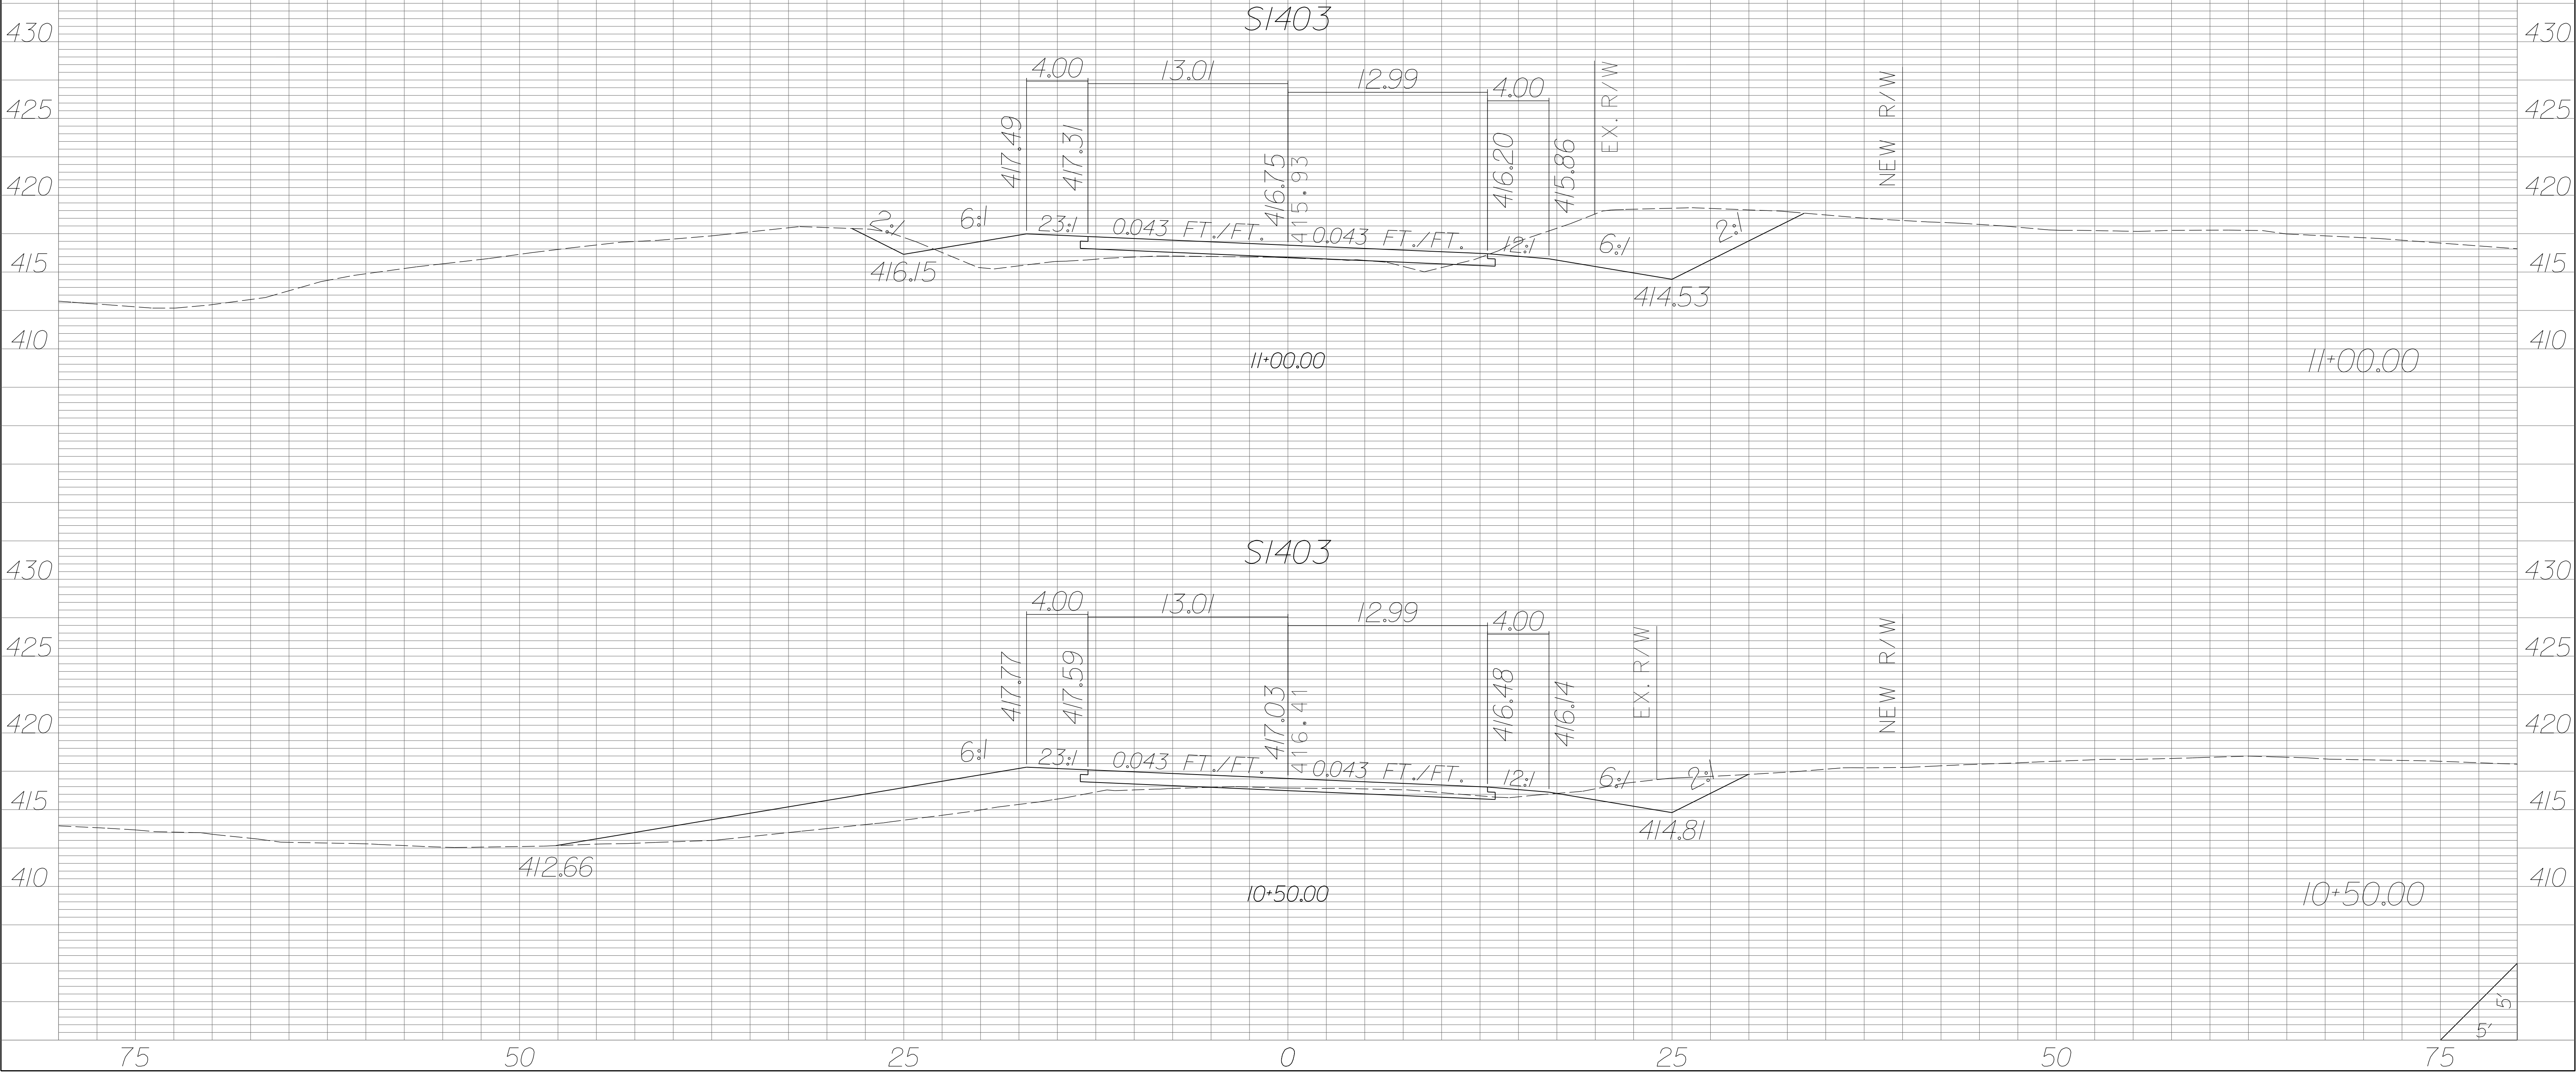 S1403
430 430
4.00 13.01 12.99 4.00
EX. R/W NEW R/W
425 425
417.49 417.31 416.75 415.93 416.20 415.86
420 420
2:1 6:1 23:1 0.043 FT./FT. 0.043 FT./FT. 12:1 6:1 2:1
415 416.15 414.53 415
410 410
11+00.00 11+00.00
S1403
430 430
4.00 13.01 12.99 4.00
EX. R/W NEW R/W
425 425
417.77 417.59 417.03 416.41 416.48 416.14
420 420
6:1 23:1 0.043 FT./FT. 0.043 FT./FT. 12:1 6:1 2:1
415 414.81 415
410 412.66 410
10+50.00 10+50.00
5'
5'
75 50 25 0 25 50 75